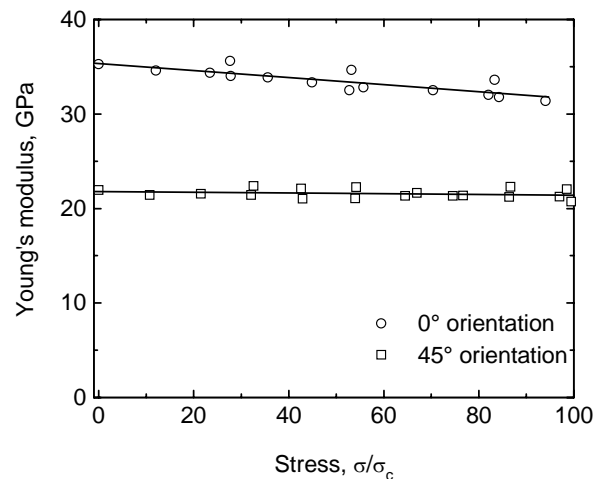 40
30
20
10
0
0 20 40 60 80 100
Young's modulus, GPa
Stress, σ/σc
0° orientation
45° orientation